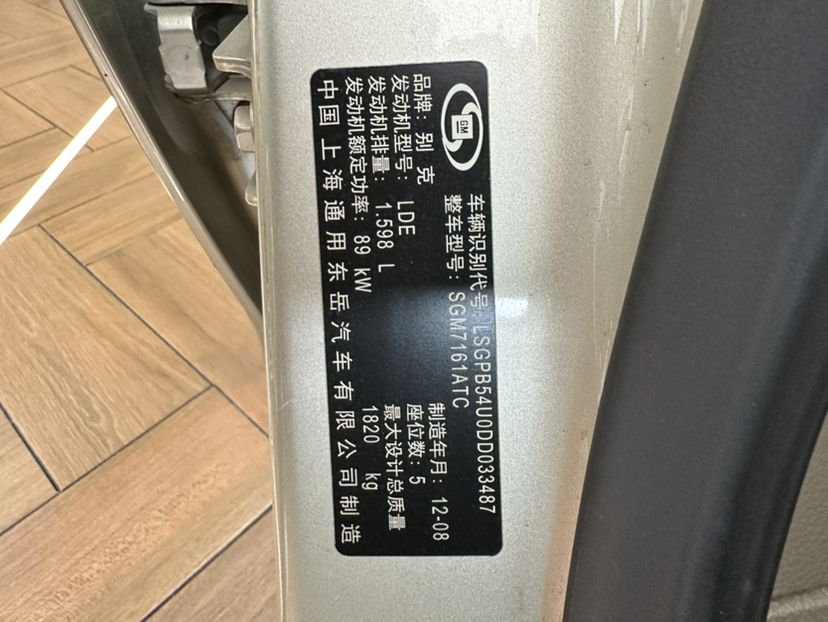 GM
车辆识别代号: LSGPB54U0DD033487
整车型号: SGM7161ATC
品牌: 别克
制造年月: 12-08
发动机型号: LDE
座位数: 5
发动机排量: 1.598 L
最大设计总质量
发动机额定功率: 89 kW
1820 kg
中国 上海通用东岳汽车有限公司制造